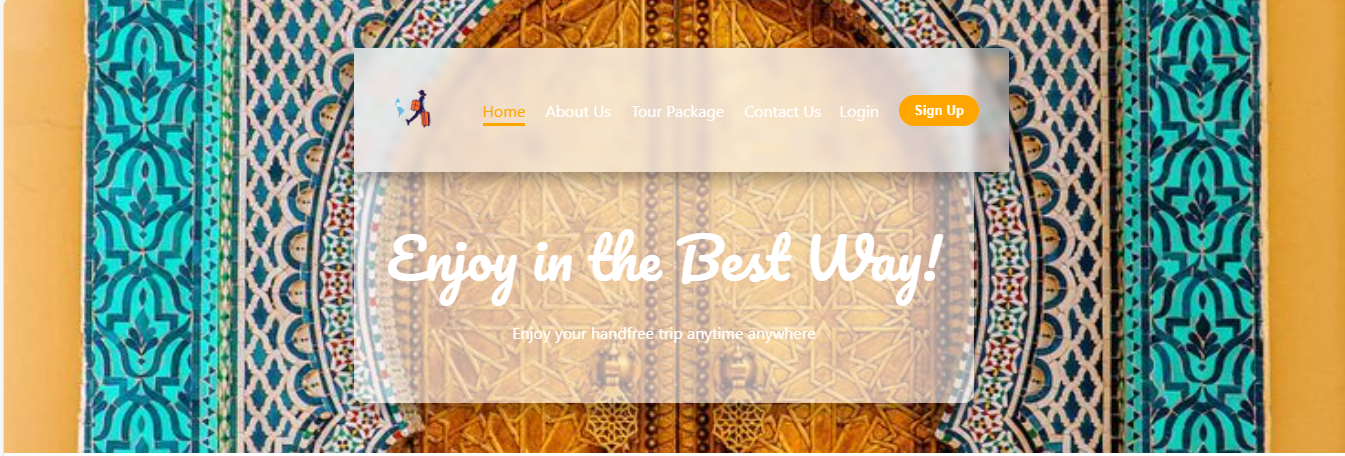 Home About Us Tour Package Contact Us Login Sign Up
Enjoy in the Best Way!
Enjoy your handfree trip anytime anywhere